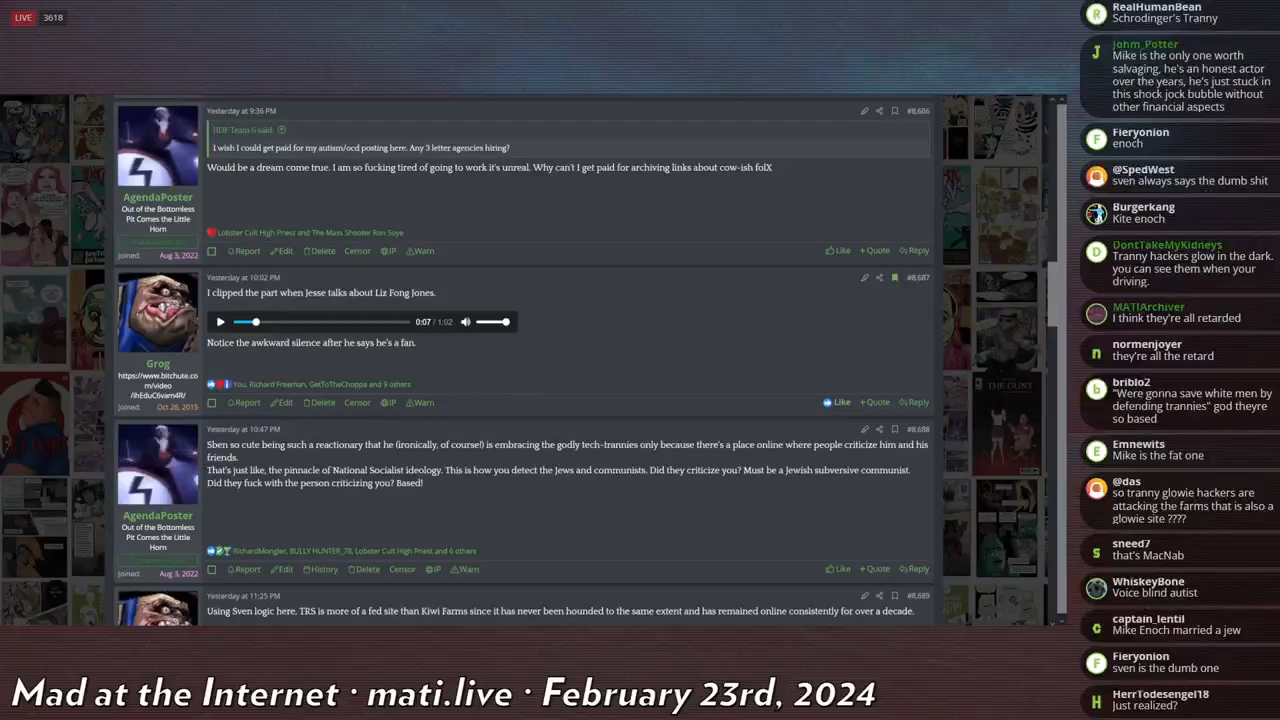 LIVE 3618
Yesterday at 9:36 PM
#8,686
HDF Team 6 said:
I wish I could get paid for my autism/ocd posting here. Any 3 letter agencies hiring?
Would be a dream come true. I am so fucking tired of going to work it's unreal. Why can't I get paid for archiving links about cow-ish folX
AgendaPoster
Out of the Bottomless
Pit Comes the Little
Horn
Joined: Aug 3, 2022
Lobster Cult High Priest and The Mass Shooter Ron Soye
Report Edit Delete Censor IP Warn
Like +Quote Reply
Yesterday at 10:02 PM
#8,687
I clipped the part when Jesse talks about Liz Fong Jones.
0:07 / 1:02
Notice the awkward silence after he says he's a fan.
Grog
https://www.bitchute.co
m/video
/ihEduC6vam4R/
Joined: Oct 26, 2015
You, Richard Freeman, GetToTheChoppa and 9 others
Report Edit Delete Censor IP Warn
Like +Quote Reply
Yesterday at 10:47 PM
#8,688
Sben so cute being such a reactionary that he (ironically, of course!) is embracing the godly tech-trannies only because there's a place online where people criticize him and his
friends.
That's just like, the pinnacle of National Socialist ideology. This is how you detect the Jews and communists. Did they criticize you? Must be a Jewish subversive communist.
Did they fuck with the person criticizing you? Based!
AgendaPoster
Out of the Bottomless
Pit Comes the Little
Horn
Joined: Aug 3, 2022
RichardMongler, BULLY HUNTER_78, Lobster Cult High Priest and 6 others
Report Edit History Delete Censor IP Warn
Like +Quote Reply
Yesterday at 11:25 PM
#8,689
Using Sven logic here, TRS is more of a fed site than Kiwi Farms since it has never been hounded to the same extent and has remained online consistently for over a decade.
THE GUNT
RealHumanBean
Schrodinger's Tranny
Johm_Potter
Mike is the only one worth
salvaging, he's an honest actor
over the years, he's just stuck in
this shock jock bubble without
other financial aspects
Fieryonion
enoch
@SpedWest
sven always says the dumb shit
Burgerkang
Kite enoch
DontTakeMyKidneys
Tranny hackers glow in the dark.
you can see them when your
driving.
MATIArchiver
I think they're all retarded
normenjoyer
they're all the retard
briblo2
"Were gonna save white men by
defending trannies" god theyre
so based
Emnewits
Mike is the fat one
@das
so tranny glowie hackers are
attacking the farms that is also a
glowie site ????
sneed7
that's MacNab
WhiskeyBone
Voice blind autist
captain_lentil
Mike Enoch married a jew
Fieryonion
sven is the dumb one
HerrTodesengel18
Just realized?
Mad at the Internet · mati.live · February 23rd, 2024